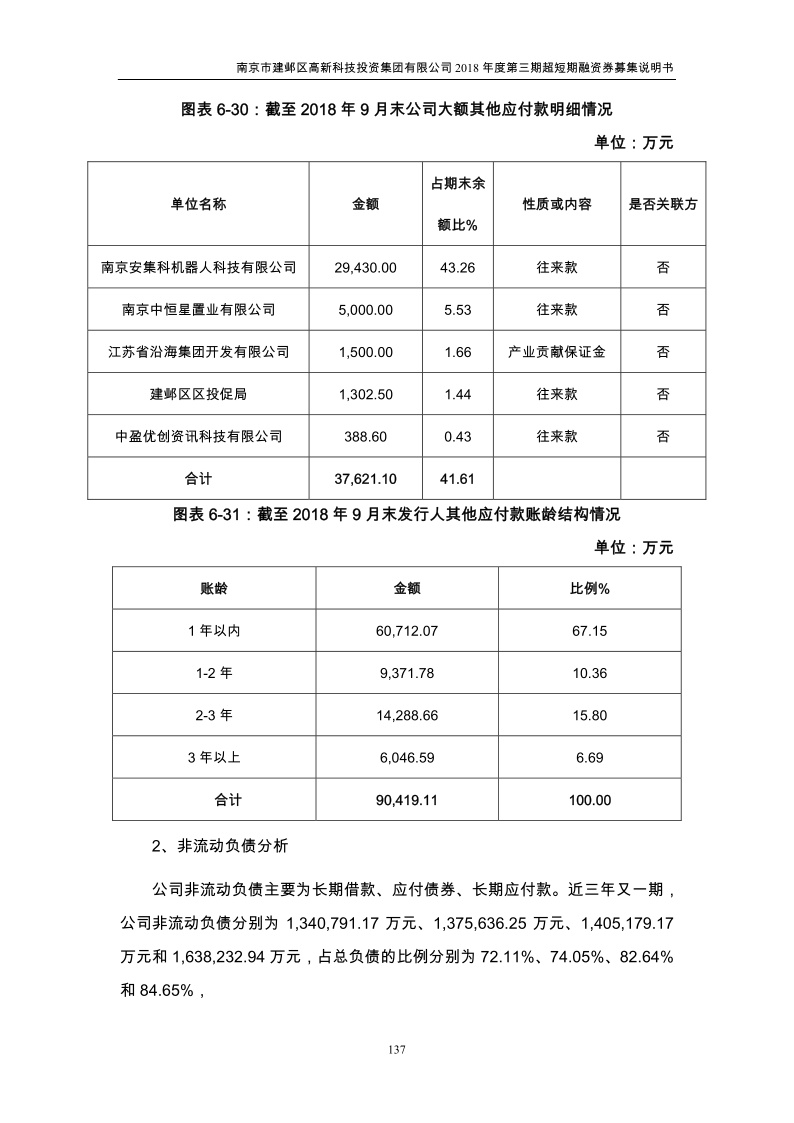 南京市建邺区高新科技投资集团有限公司 2018 年度第三期超短期融资券募集说明书
图表 6-30：截至 2018 年 9 月末公司大额其他应付款明细情况
单位：万元
单位名称 金额 占期末余额比% 性质或内容 是否关联方
南京安集科机器人科技有限公司 29,430.00 43.26 往来款 否
南京中恒星置业有限公司 5,000.00 5.53 往来款 否
江苏省沿海集团开发有限公司 1,500.00 1.66 产业贡献保证金 否
建邺区区投促局 1,302.50 1.44 往来款 否
中盈优创资讯科技有限公司 388.60 0.43 往来款 否
合计 37,621.10 41.61
图表 6-31：截至 2018 年 9 月末发行人其他应付款账龄结构情况
单位：万元
账龄 金额 比例%
1 年以内 60,712.07 67.15
1-2 年 9,371.78 10.36
2-3 年 14,288.66 15.80
3 年以上 6,046.59 6.69
合计 90,419.11 100.00
2、非流动负债分析
公司非流动负债主要为长期借款、应付债券、长期应付款。近三年又一期，
公司非流动负债分别为 1,340,791.17 万元、1,375,636.25 万元、1,405,179.17
万元和 1,638,232.94 万元，占总负债的比例分别为 72.11%、74.05%、82.64%
和 84.65%，
137